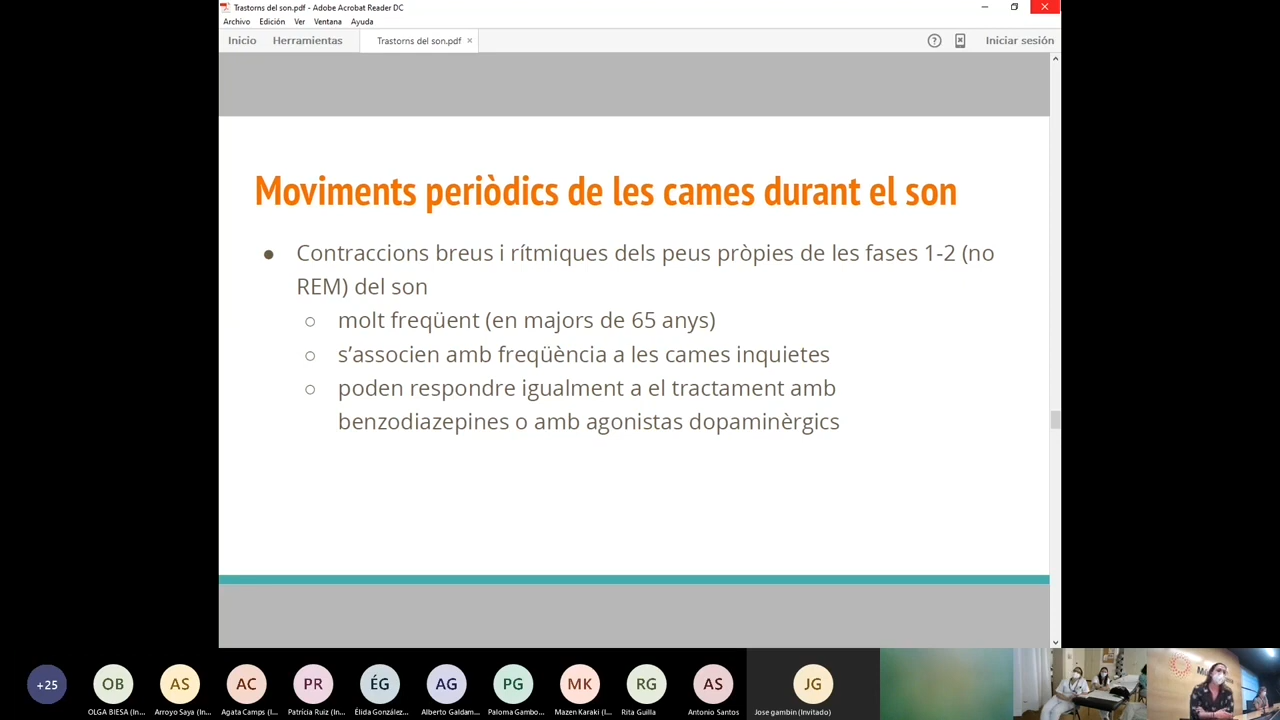 Trastorns del son.pdf - Adobe Acrobat Reader DC
Archivo Edición Ver Ventana Ayuda
Inicio Herramientas Trastorns del son.pdf × Iniciar sesión
Moviments periòdics de les cames durant el son
● Contraccions breus i rítmiques dels peus pròpies de les fases 1-2 (no
REM) del son
○ molt freqüent (en majors de 65 anys)
○ s’associen amb freqüència a les cames inquietes
○ poden respondre igualment a el tractament amb
benzodiazepines o amb agonistas dopaminèrgics
+25 OB AS AC PR ÉG AG PG MK RG AS JG
OLGA BIESA (In... Arroyo Saya (In... Agata Camps (I... Patrícia Ruiz (In... Élida González... Alberto Galdam... Paloma Gambo... Mazen Karaki (I... Rita Guilla Antonio Santos Jose gambin (Invitado)